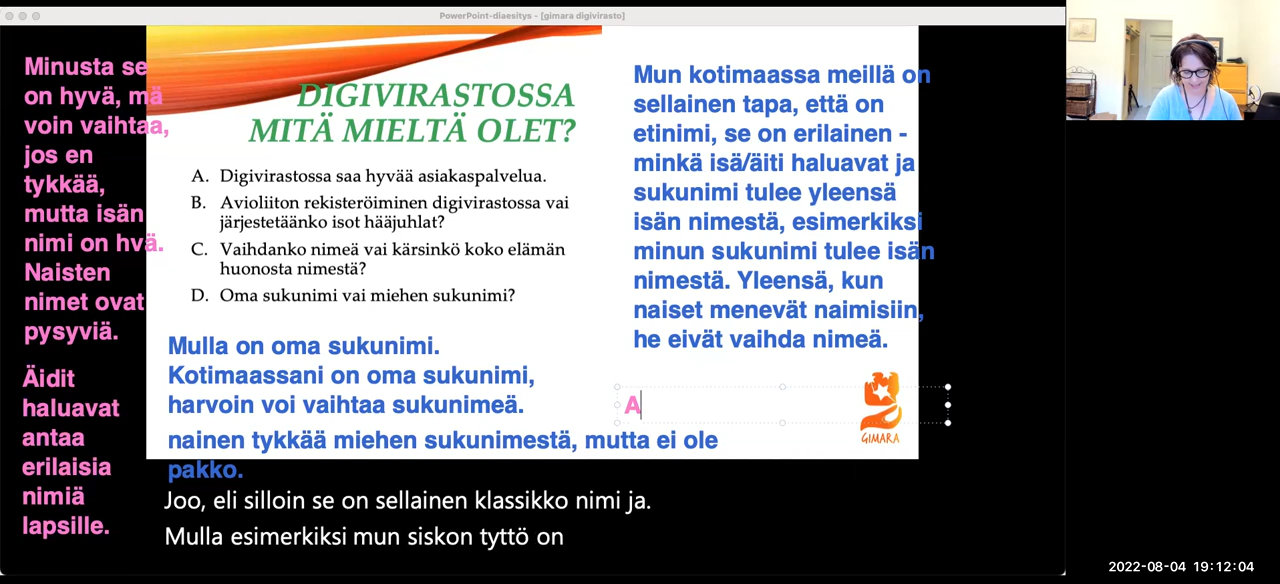 PowerPoint-diaesitys - [gimara digivirasto]
Minusta se
on hyvä, mä
voin vaihtaa,
jos en
tykkää,
mutta isän
nimi on hvä.
Naisten
nimet ovat
pysyviä.
Äidit
haluavat
antaa
erilaisia
nimiä
lapsille.
DIGIVIRASTOSSA
MITÄ MIELTÄ OLET?
A. Digivirastossa saa hyvää asiakaspalvelua.
B. Avioliiton rekisteröiminen digivirastossa vai
järjestetäänko isot hääjuhlat?
C. Vaihdanko nimeä vai kärsinkö koko elämän
huonosta nimestä?
D. Oma sukunimi vai miehen sukunimi?
Mulla on oma sukunimi.
Kotimaassani on oma sukunimi,
harvoin voi vaihtaa sukunimeä.
nainen tykkää miehen sukunimestä, mutta ei ole
pakko.
Mun kotimaassa meillä on
sellainen tapa, että on
etinimi, se on erilainen -
minkä isä/äiti haluavat ja
sukunimi tulee yleensä
isän nimestä, esimerkiksi
minun sukunimi tulee isän
nimestä. Yleensä, kun
naiset menevät naimisiin,
he eivät vaihda nimeä.
A
GIMARA
Joo, eli silloin se on sellainen klassikko nimi ja.
Mulla esimerkiksi mun siskon tyttö on
2022-08-04 19:12:04